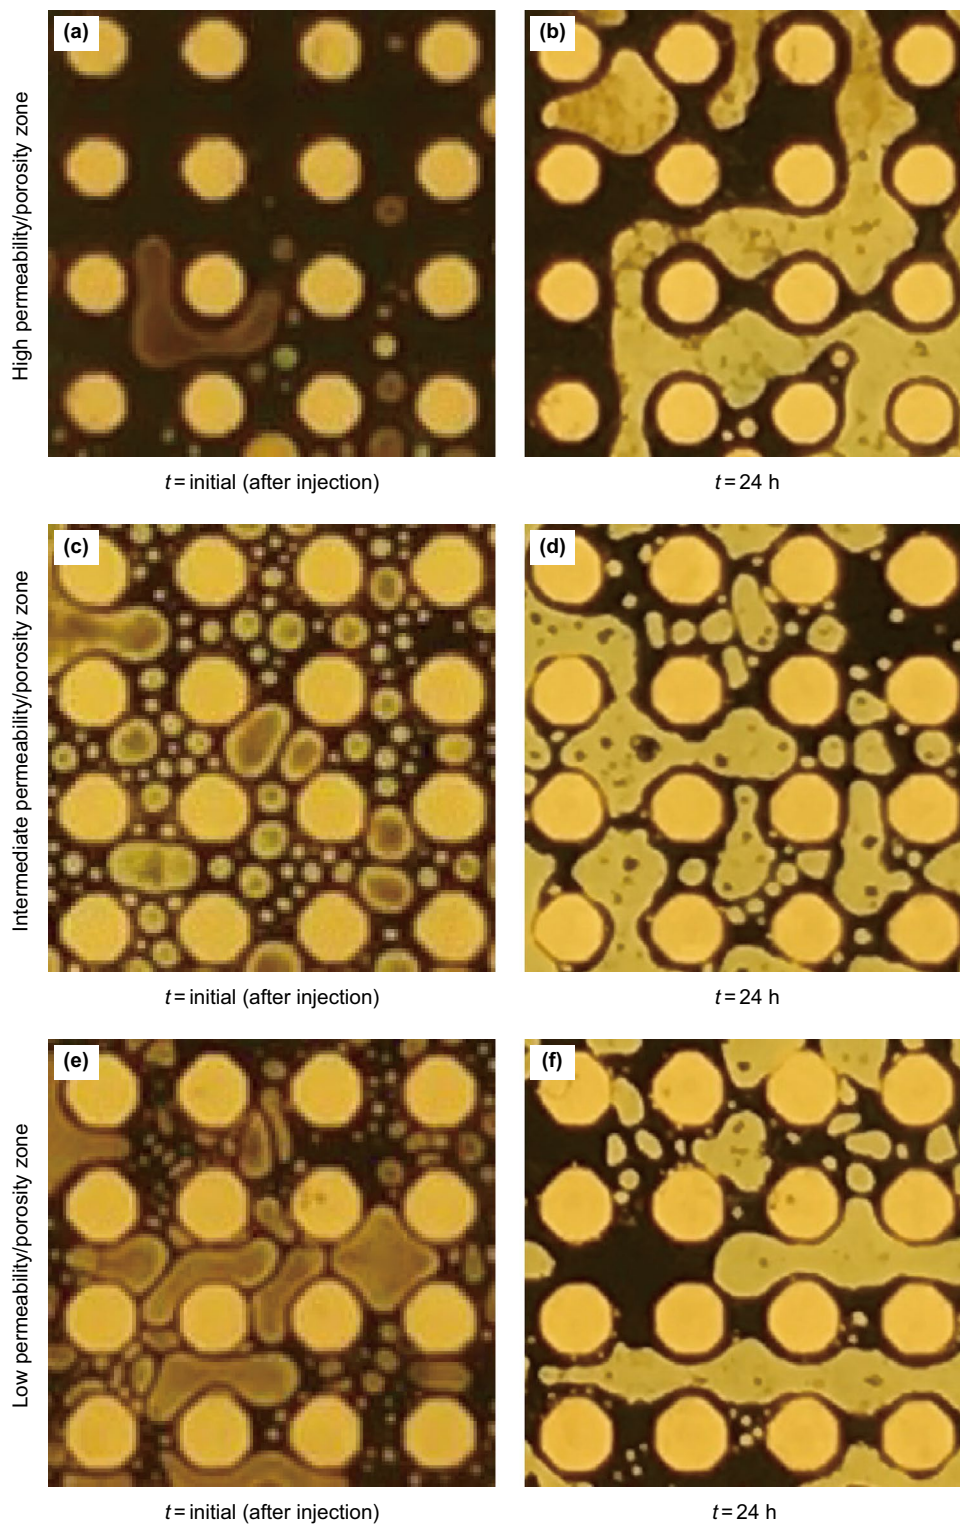 High permeability/porosity zone
(a)
(b)
t = initial (after injection)
t = 24 h
Intermediate permeability/porosity zone
(c)
(d)
t = initial (after injection)
t = 24 h
Low permeability/porosity zone
(e)
(f)
t = initial (after injection)
t = 24 h